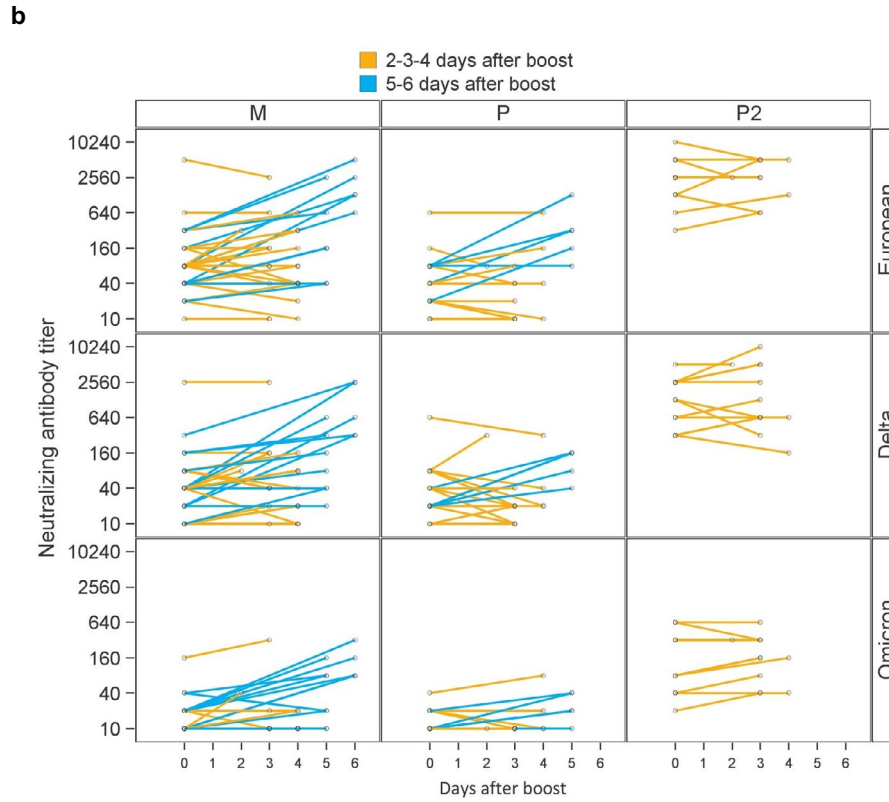 b
2-3-4 days after boost
5-6 days after boost
M P P2
Neutralizing antibody titer
10240
2560
640
160
40
10
European
10240
2560
640
160
40
10
Delta
10240
2560
640
160
40
10
Omicron
0 1 2 3 4 5 6 0 1 2 3 4 5 6 0 1 2 3 4 5 6
Days after boost